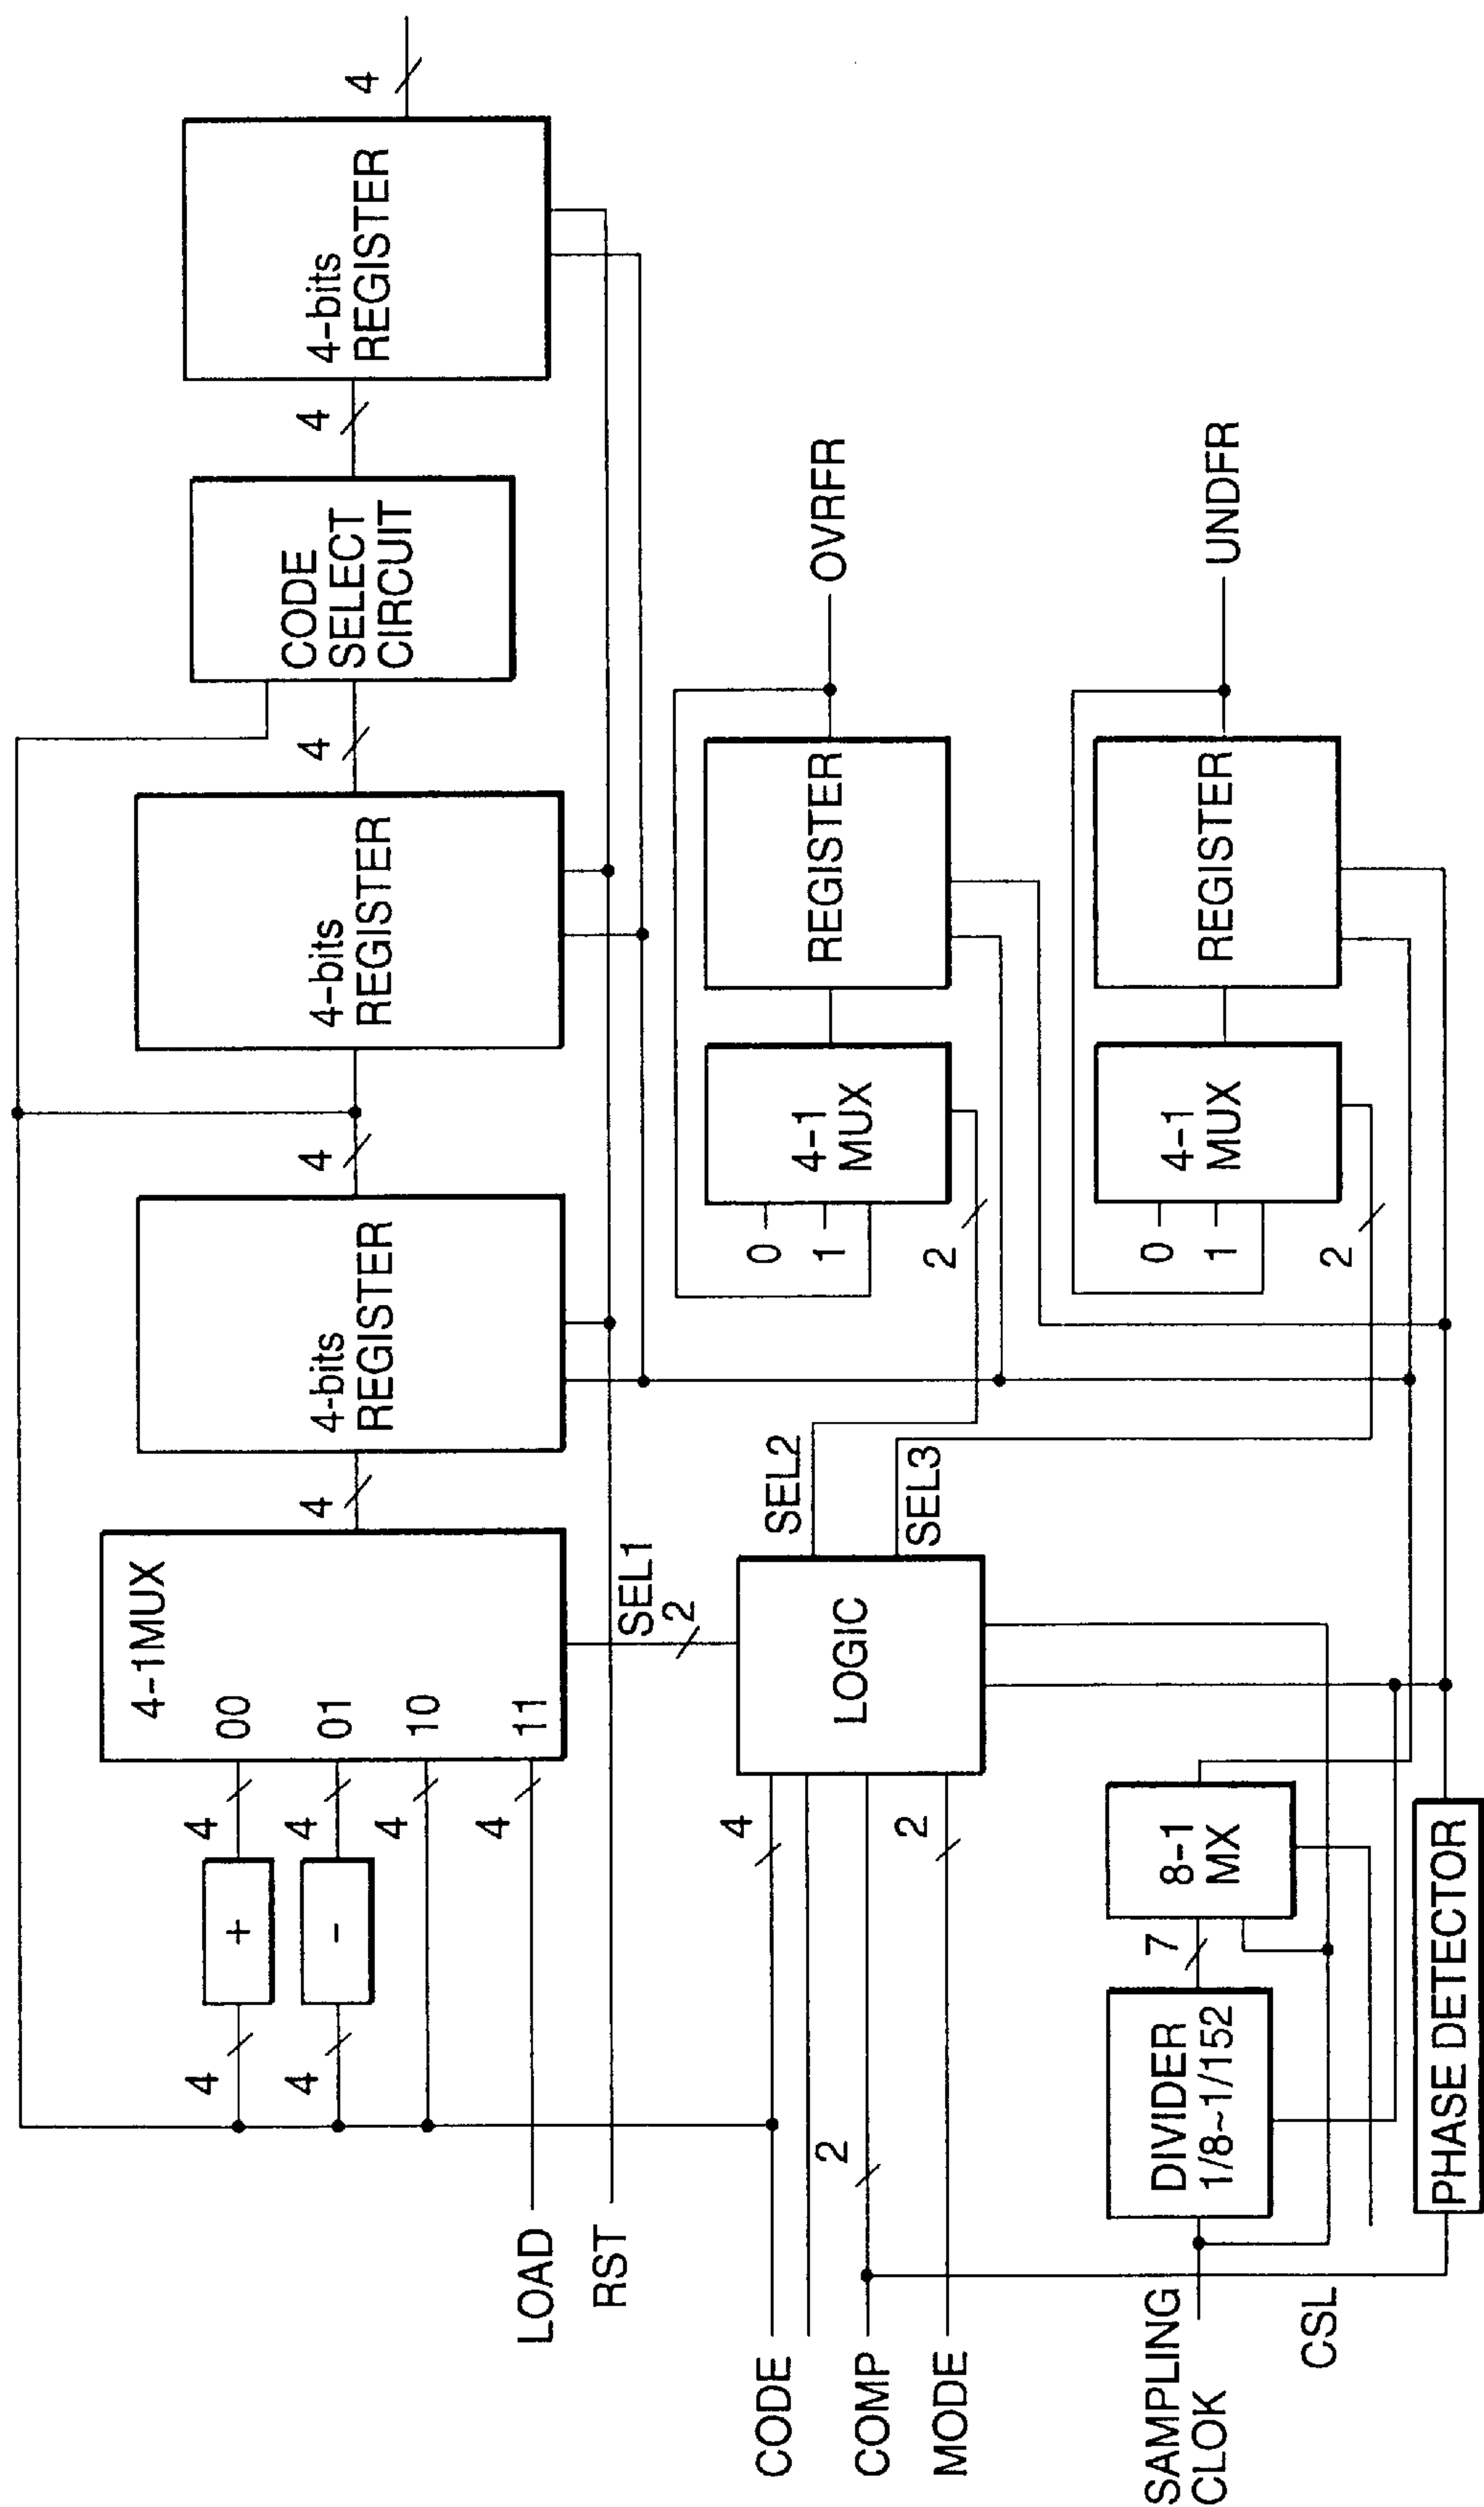 4-1MUX
00
01
10
11
+
-
4
4
4
4
4
4
4
4-bits
REGISTER
4
4-bits
REGISTER
4
CODE
SELECT
CIRCUIT
4
4-bits
REGISTER
4
LOAD
RST
SEL1
2
CODE
COMP
MODE
4
2
2
LOGIC
SEL2
SEL3
0
1
2
4-1
MUX
REGISTER
OVRFR
0
1
2
4-1
MUX
REGISTER
UNDFR
SAMPLING
CLOK
CSL
DIVIDER
1/8~1/152
7
8-1
MX
PHASE DETECTOR